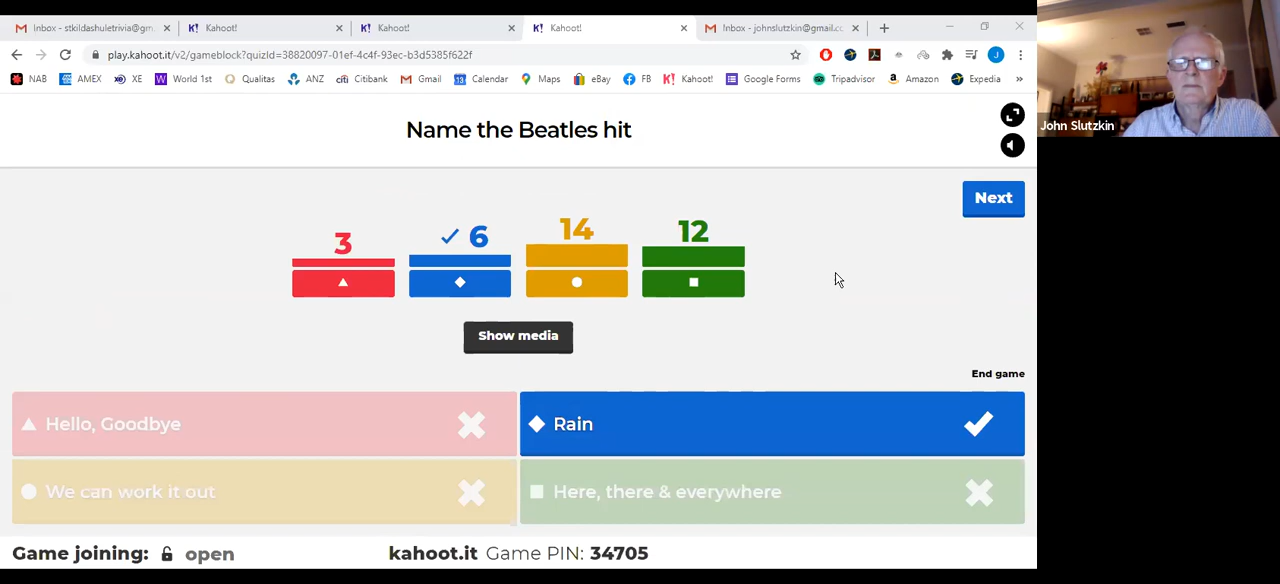 Inbox - stkildashuletrivia@gm
Kahoot!
Kahoot!
Kahoot!
Inbox - johnslutzkin@gmail.cc
play.kahoot.it/v2/gameblock?quizId=38820097-01ef-4c4f-93ec-b3d5385f622f
J
NAB
AMEX
XE
World 1st
Qualitas
ANZ
Citibank
Gmail
Calendar
Maps
eBay
FB
Kahoot!
Google Forms
Tripadvisor
Amazon
Expedia
»
John Slutzkin
Name the Beatles hit
Next
3
6
14
12
Show media
End game
Hello, Goodbye
Rain
We can work it out
Here, there & everywhere
Game joining: open
kahoot.it Game PIN: 34705